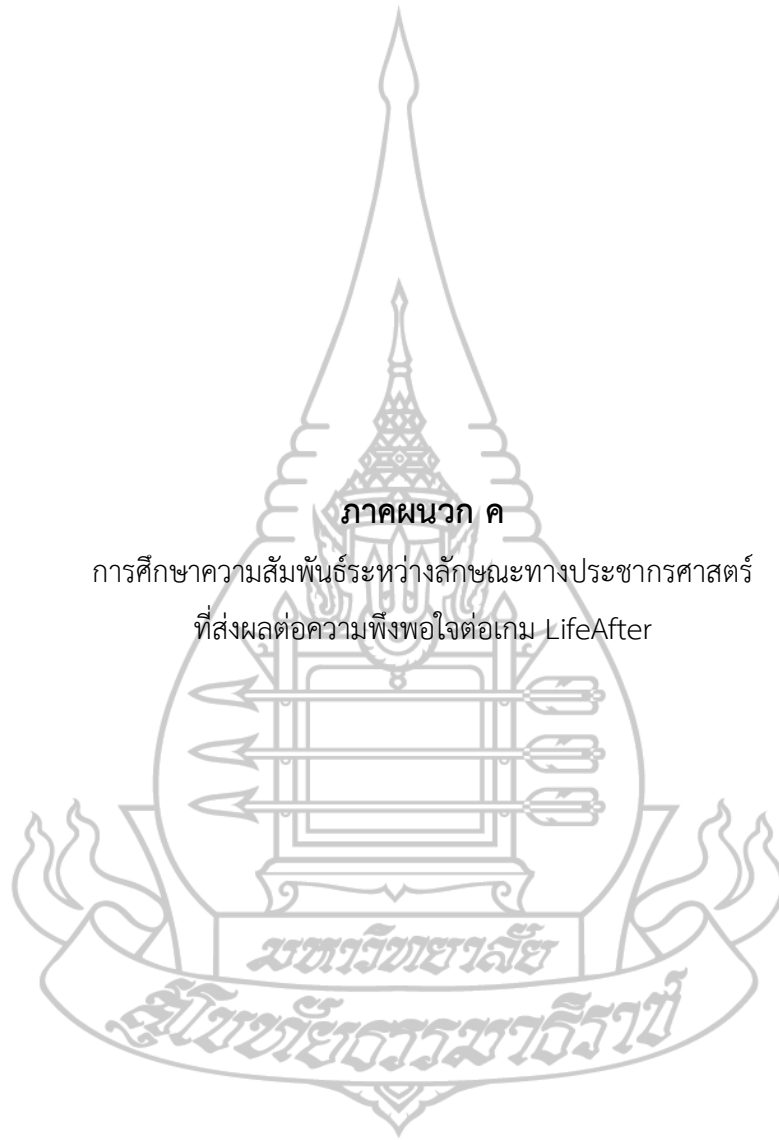 ภาคผนวก ค
การศึกษาความสัมพันธ์ระหว่างลักษณะทางประชากรศาสตร์
ที่ส่งผลต่อความพึงพอใจต่อเกม LifeAfter
มหาวิทยาลัย
สุโขทัยธรรมาธิราช